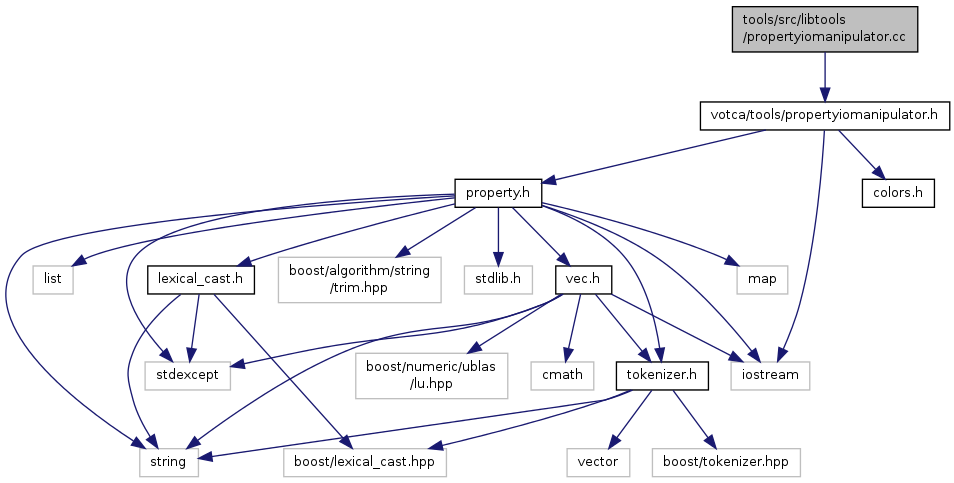 tools/src/libtools
/propertyiomanipulator.cc
votca/tools/propertyiomanipulator.h
property.h
colors.h
list
lexical_cast.h
boost/algorithm/string
/trim.hpp
stdlib.h
vec.h
map
stdexcept
boost/numeric/ublas
/lu.hpp
cmath
tokenizer.h
iostream
string
boost/lexical_cast.hpp
vector
boost/tokenizer.hpp